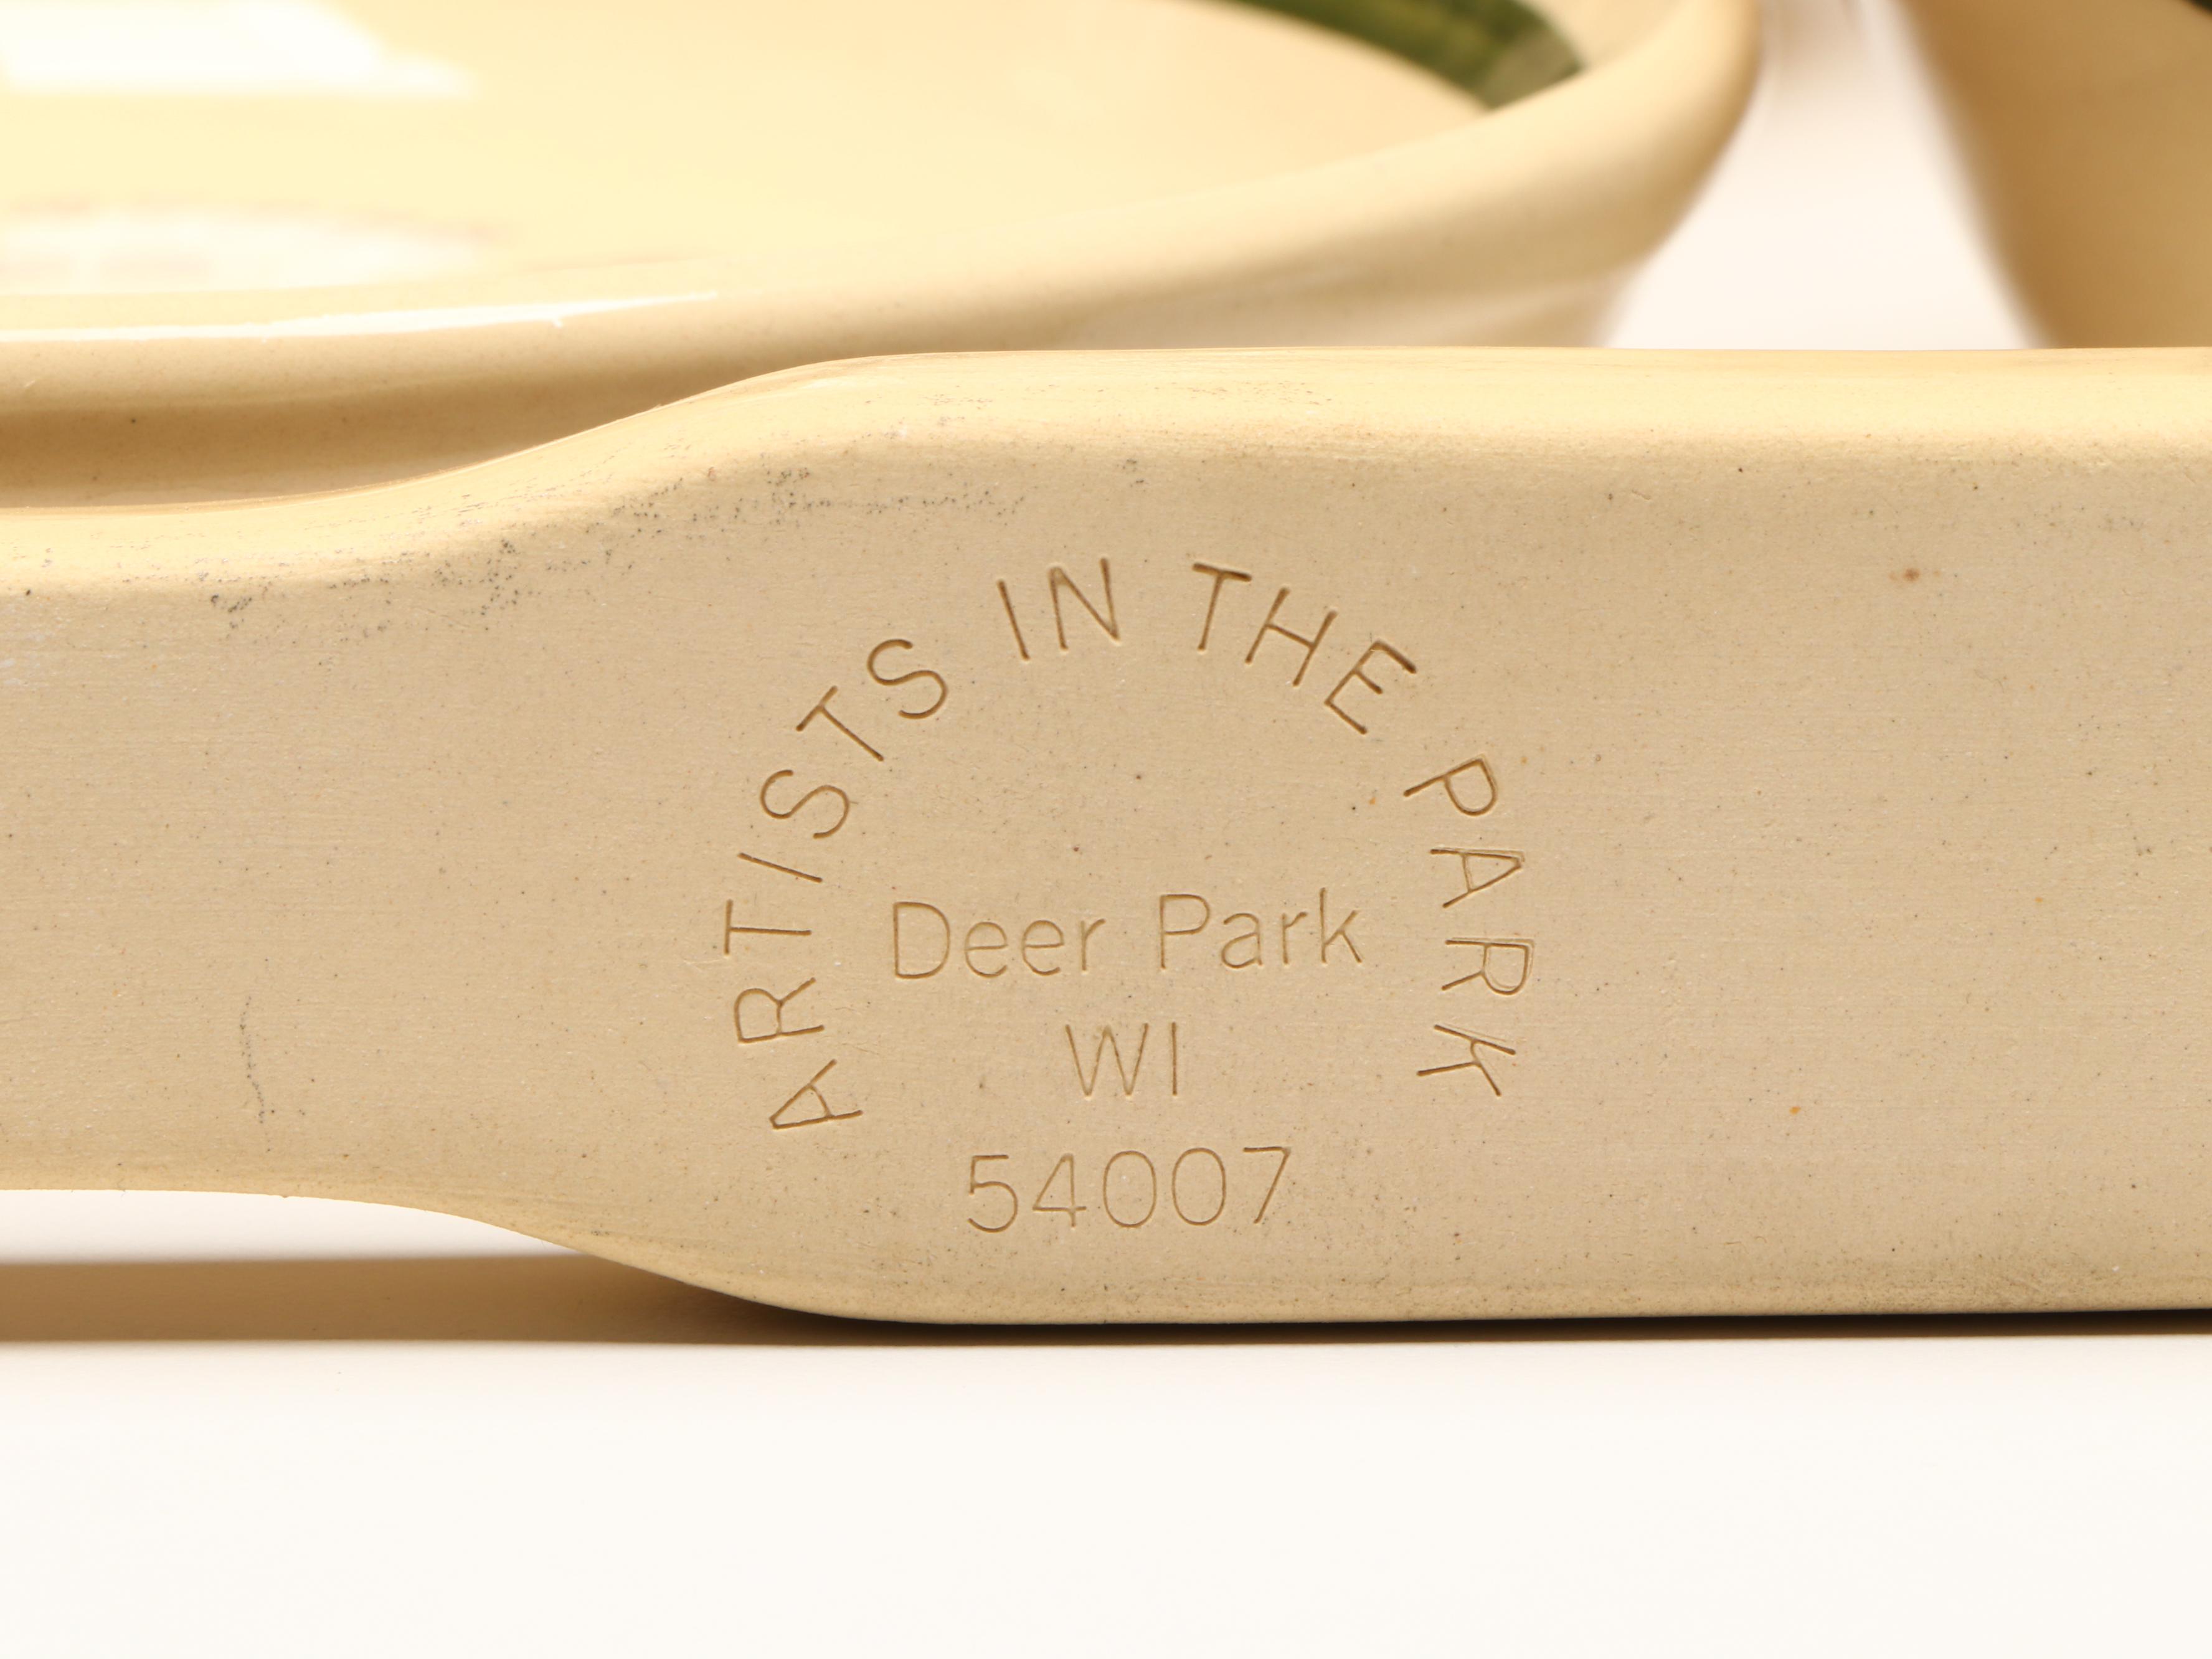 ARTISTS IN THE PARK
Deer Park
WI
54007